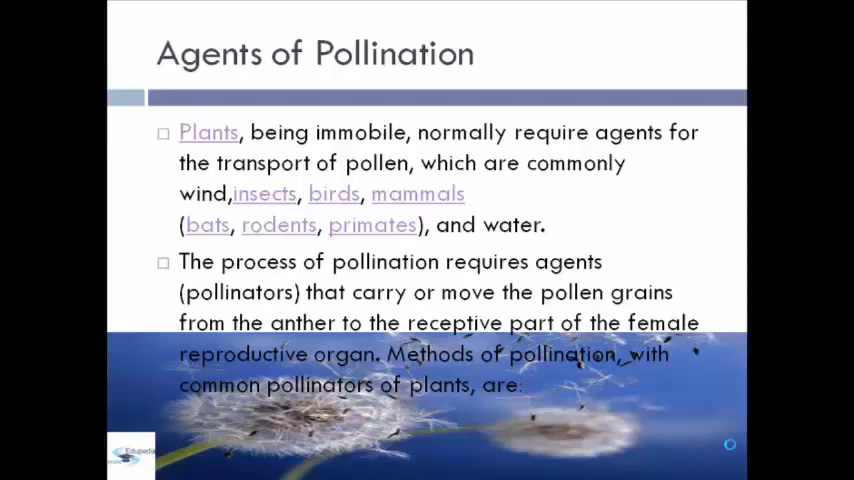 Agents of Pollination
Plants, being immobile, normally require agents for
the transport of pollen, which are commonly
wind,insects, birds, mammals
(bats, rodents, primates), and water.
The process of pollination requires agents
(pollinators) that carry or move the pollen grains
from the anther to the receptive part of the female
reproductive organ. Methods of pollination, with
common pollinators of plants, are:
Edupedia